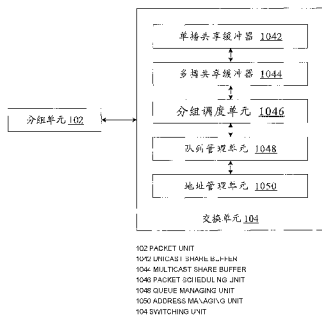 单播共享缓冲器 1042
多播共享缓冲器 1044
分组调度单元 1046
分组单元 102
队列管理单元 1048
地址管理单元 1050
交换单元 104
102 PACKET UNIT
1042 UNICAST SHARE BUFFER
1044 MULTICAST SHARE BUFFER
1046 PACKET SCHEDULING UNIT
1048 QUEUE MANAGING UNIT
1050 ADDRESS MANAGING UNIT
104 SWITCHING UNIT